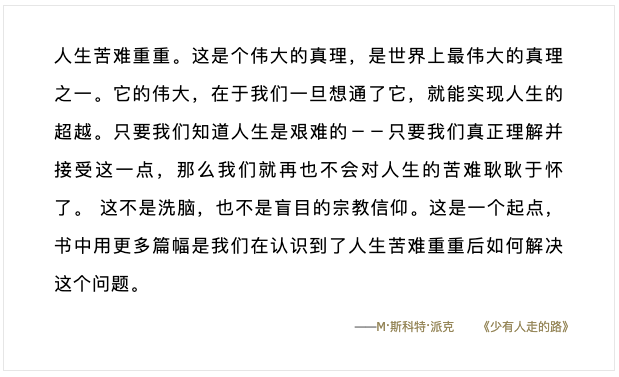 人生苦难重重。这是个伟大的真理，是世界上最伟大的真理
之一。它的伟大，在于我们一旦想通了它，就能实现人生的
超越。只要我们知道人生是艰难的－－只要我们真正理解并
接受这一点，那么我们就再也不会对人生的苦难耿耿于怀
了。 这不是洗脑，也不是盲目的宗教信仰。这是一个起点，
书中用更多篇幅是我们在认识到了人生苦难重重后如何解决
这个问题。
——M·斯科特·派克　　《少有人走的路》